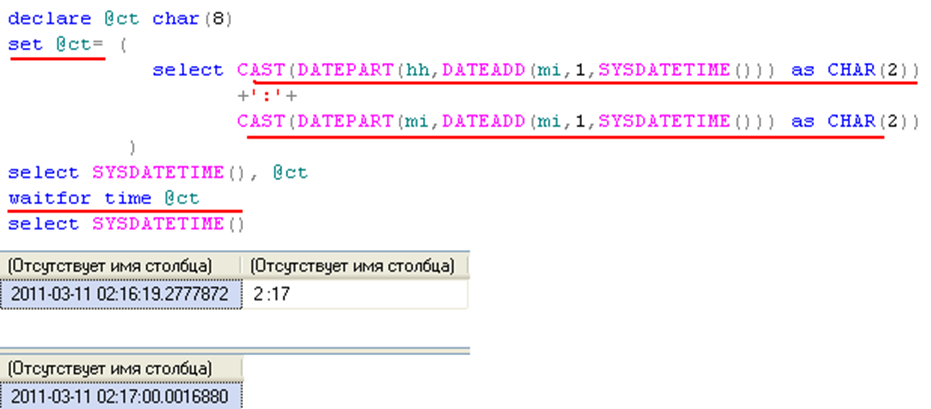 declare @ct char(8)
set @ct= (
select CAST(DATEPART(hh,DATEADD(mi,1,SYSDATETIME())) as CHAR(2))
+':'+
CAST(DATEPART(mi,DATEADD(mi,1,SYSDATETIME())) as CHAR(2))
)
select SYSDATETIME(), @ct
waitfor time @ct
select SYSDATETIME()
(Отсутствует имя столбца) (Отсутствует имя столбца)
2011-03-11 02:16:19.2777872 2 :17
(Отсутствует имя столбца)
2011-03-11 02:17:00.0016880